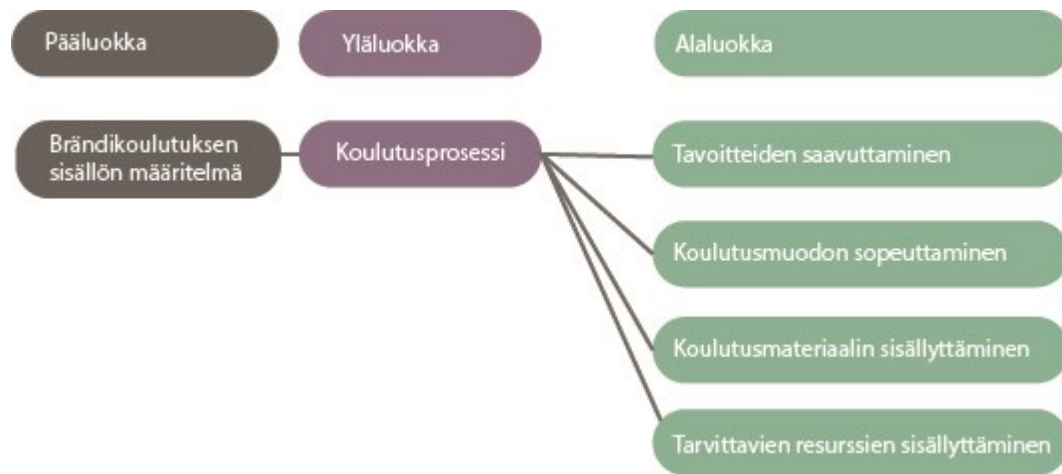 Pääluokka
Yläluokka
Alaluokka
Brändikoulutuksen
sisällön määritelmä
Koulutusprosessi
Tavoitteiden saavuttaminen
Koulutusmuodon sopeuttaminen
Koulutusmateriaalin sisällyttäminen
Tarvittavien resurssien sisällyttäminen